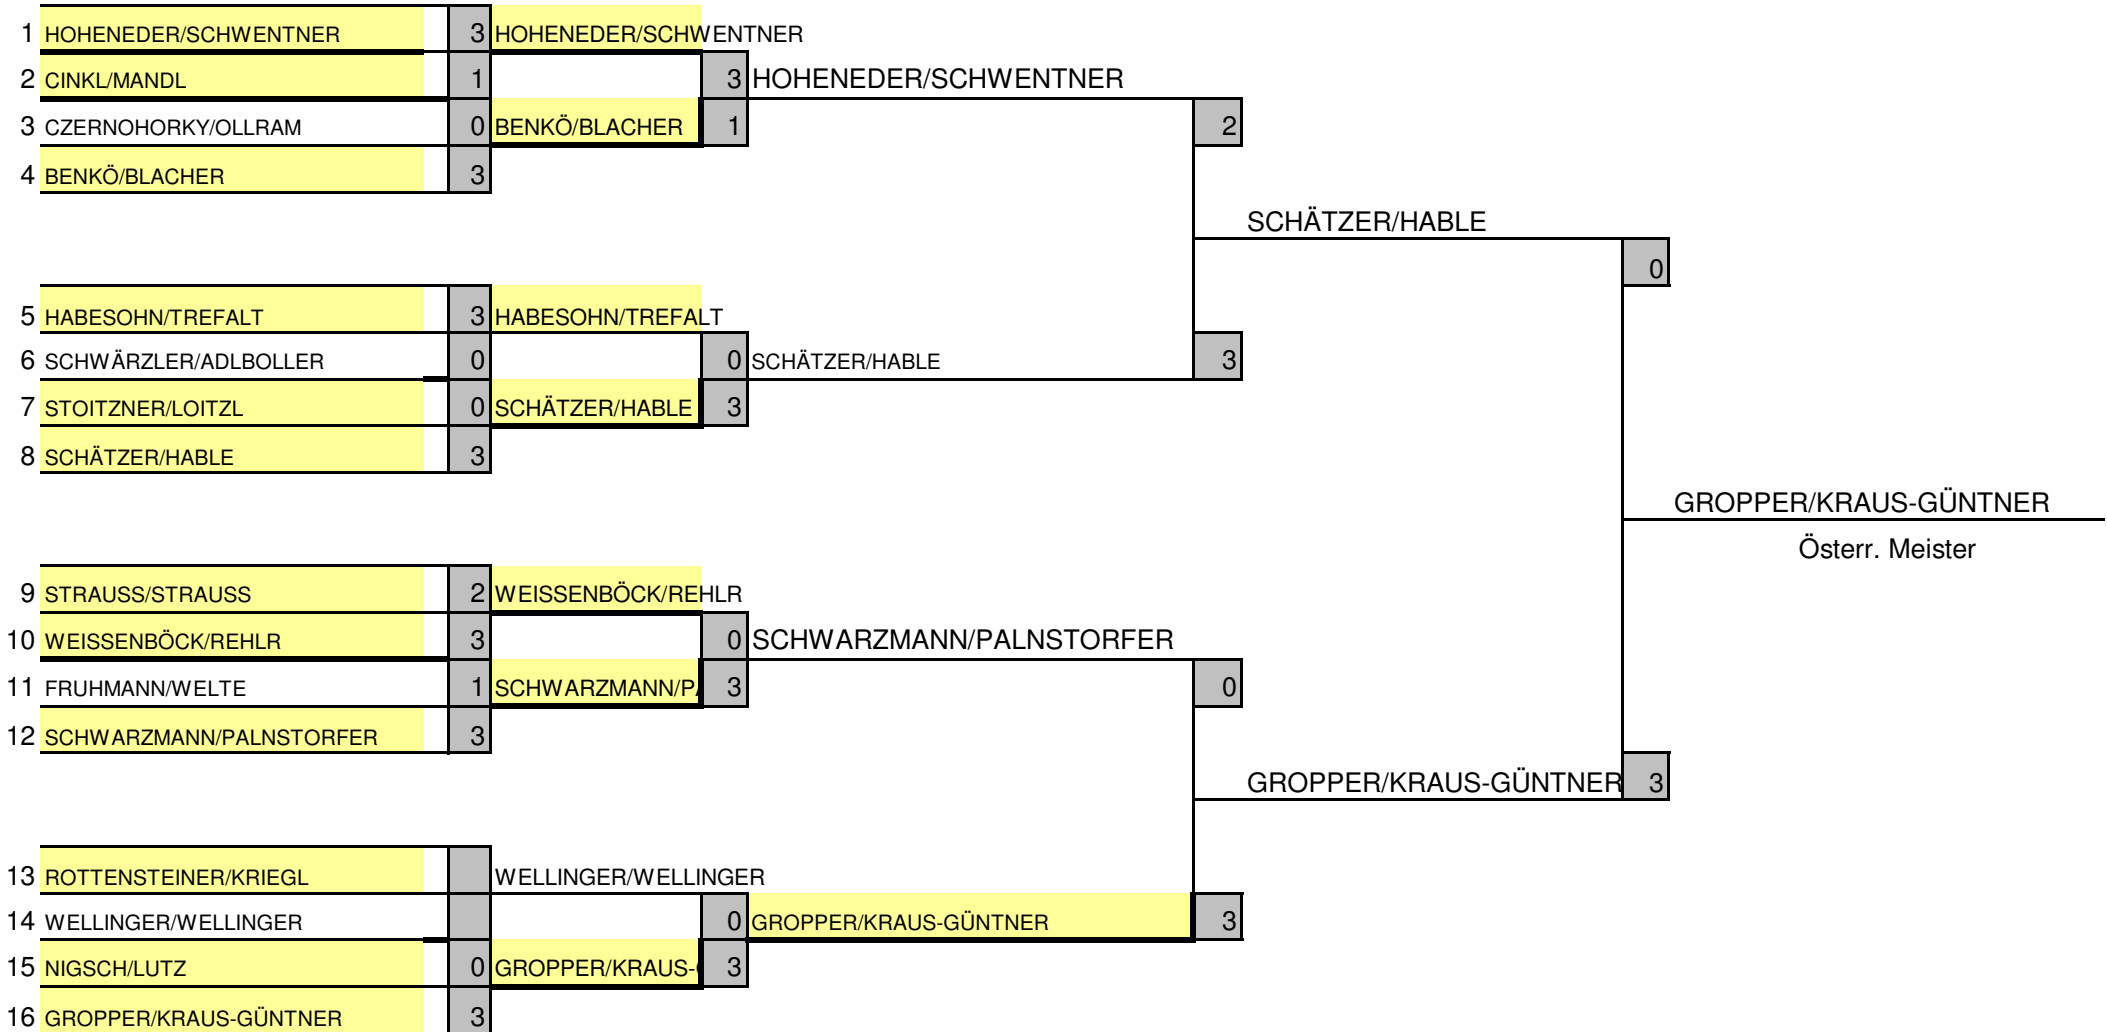 1 HOHENEDER/SCHWENTNER 3 HOHENEDER/SCHWENTNER
2 CINKL/MANDL 1 3 HOHENEDER/SCHWENTNER
3 CZERNOHORKY/OLLRAM 0 BENKÖ/BLACHER 1 2
4 BENKÖ/BLACHER 3
SCHÄTZER/HABLE
0
5 HABESOHN/TREFALT 3 HABESOHN/TREFALT
6 SCHWÄRZLER/ADLBOLLER 0 0 SCHÄTZER/HABLE 3
7 STOITZNER/LOITZL 0 SCHÄTZER/HABLE 3
8 SCHÄTZER/HABLE 3
GROPPER/KRAUS-GÜNTNER
Österr. Meister
9 STRAUSS/STRAUSS 2 WEISSENBÖCK/REHLR
10 WEISSENBÖCK/REHLR 3 0 SCHWARZMANN/PALNSTORFER
11 FRUHMANN/WELTE 1 SCHWARZMANN/PA 3 0
12 SCHWARZMANN/PALNSTORFER 3
GROPPER/KRAUS-GÜNTNER 3
13 ROTTENSTEINER/KRIEGL WELLINGER/WELLINGER
14 WELLINGER/WELLINGER 0 GROPPER/KRAUS-GÜNTNER 3
15 NIGSCH/LUTZ 0 GROPPER/KRAUS- 3
16 GROPPER/KRAUS-GÜNTNER 3